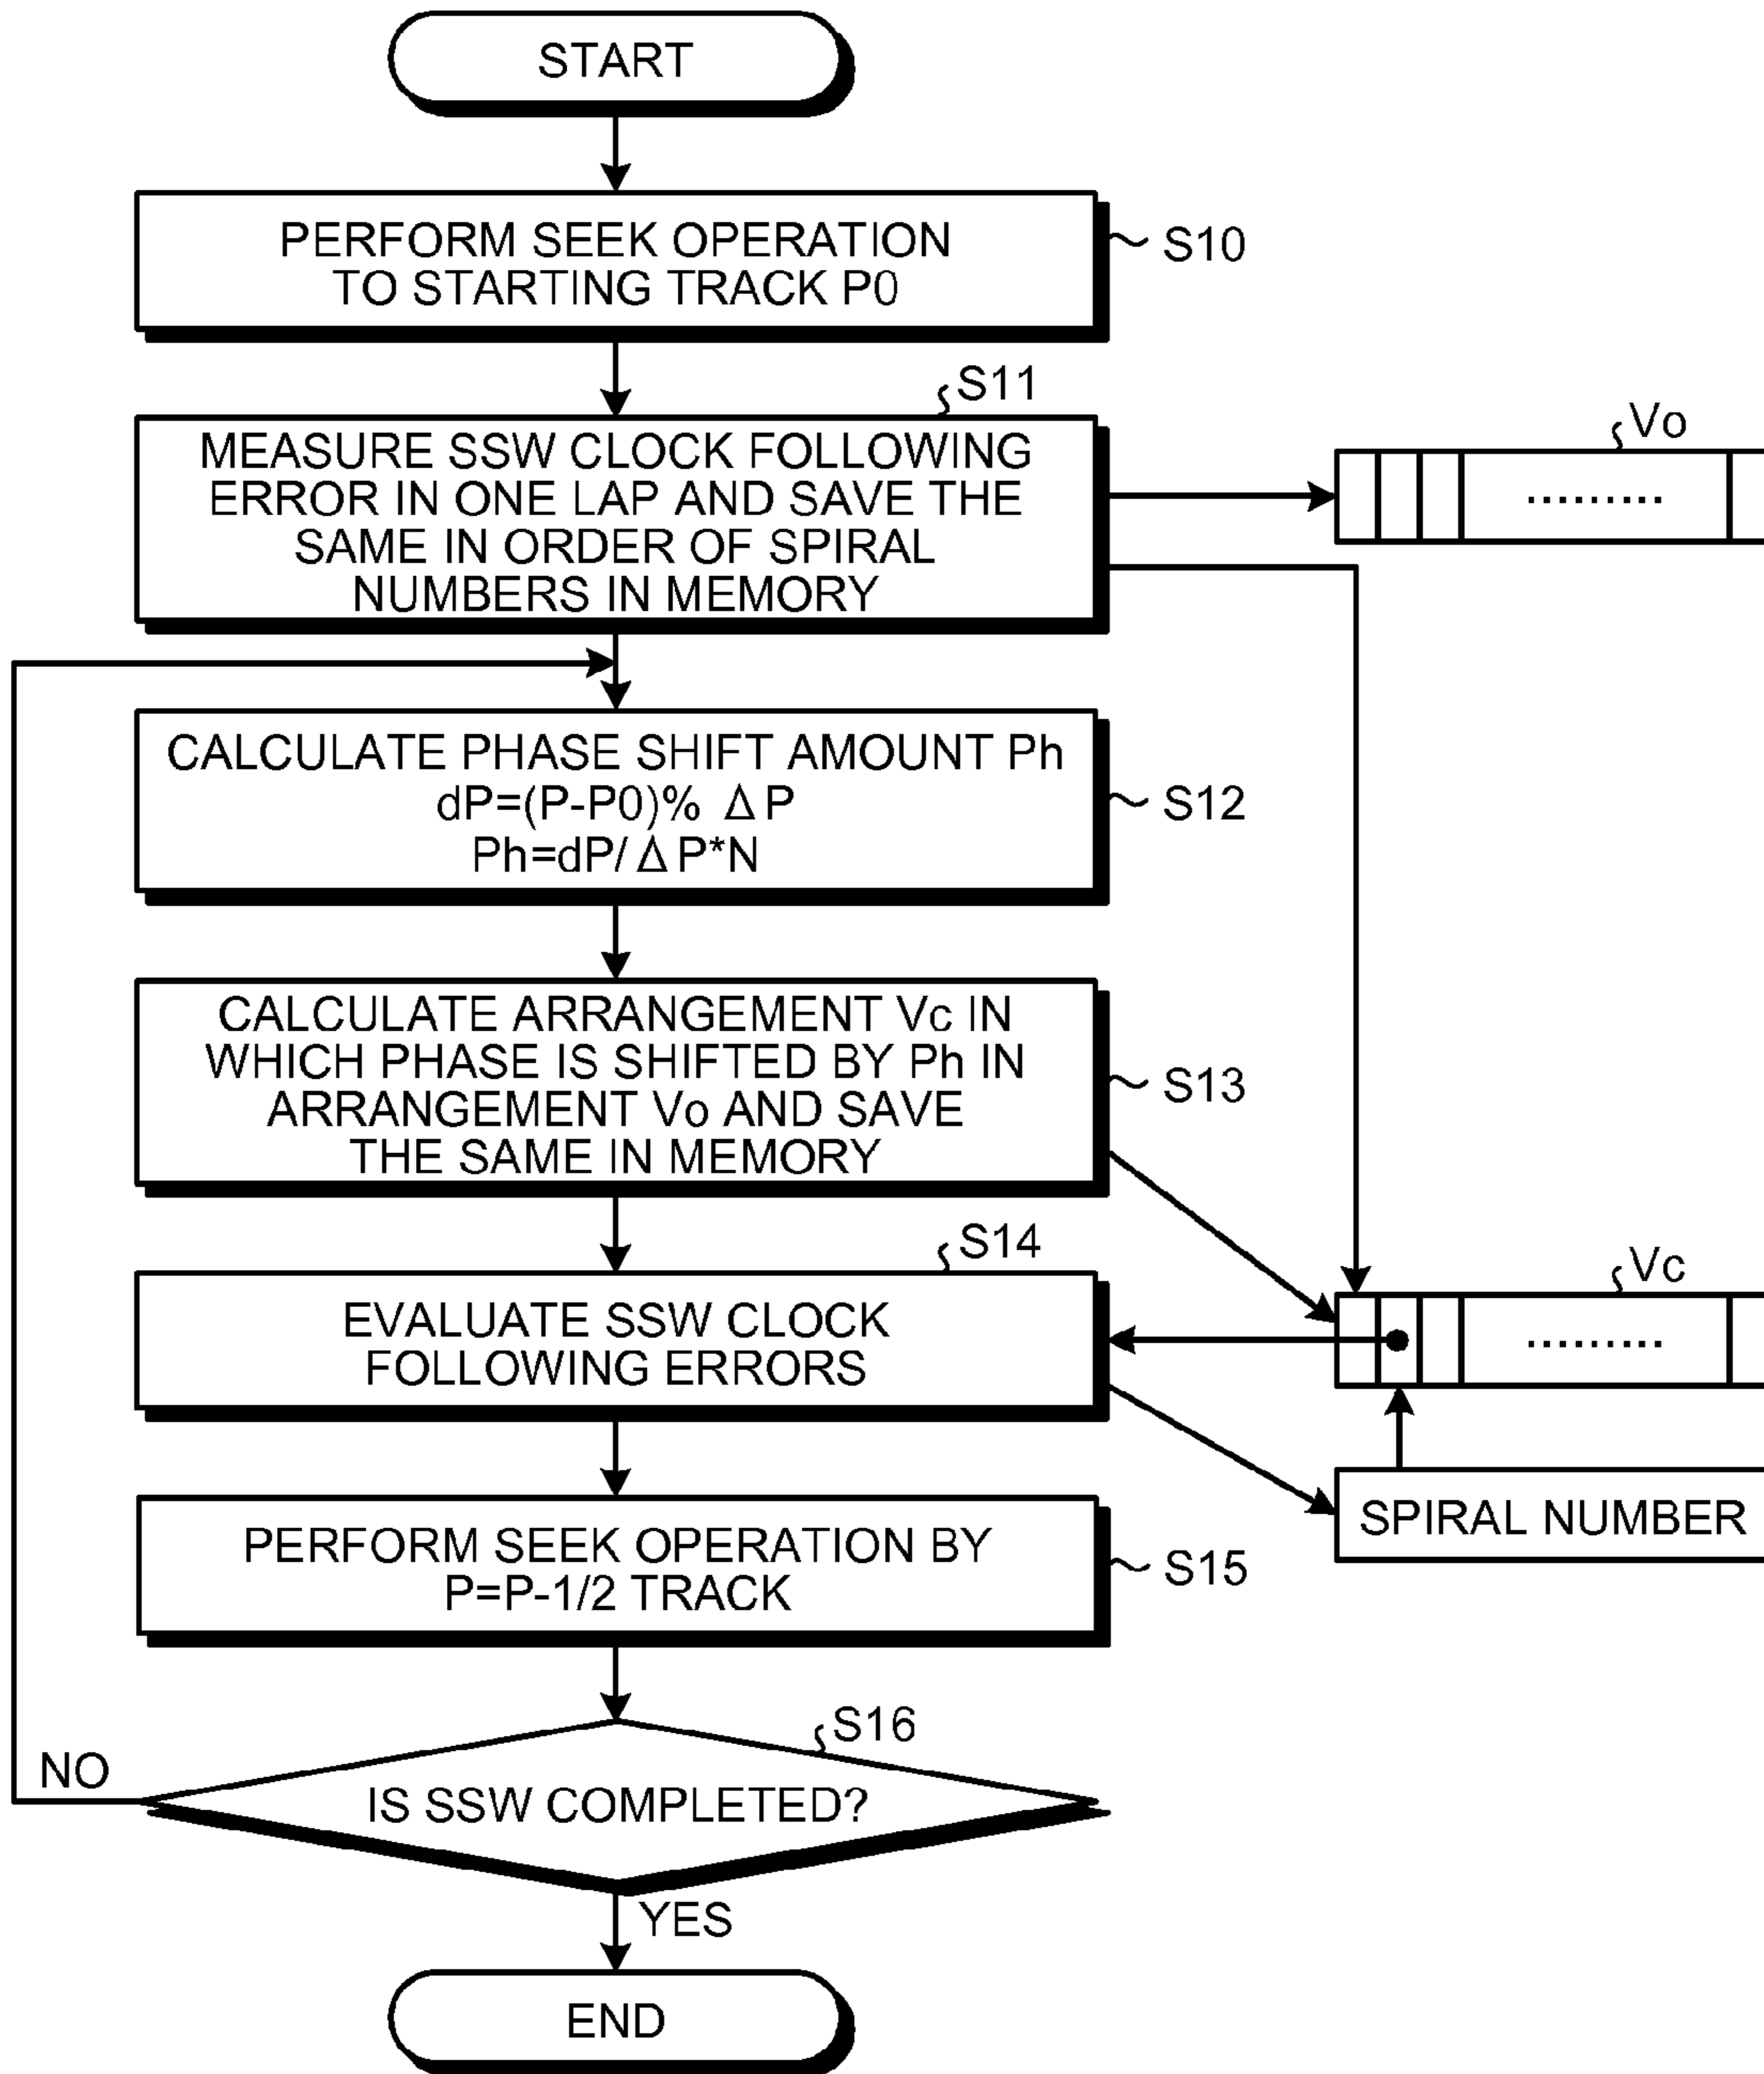 START
PERFORM SEEK OPERATION
TO STARTING TRACK P0
S10
S11
MEASURE SSW CLOCK FOLLOWING
ERROR IN ONE LAP AND SAVE THE
SAME IN ORDER OF SPIRAL
NUMBERS IN MEMORY
Vo
.........
CALCULATE PHASE SHIFT AMOUNT Ph
dP=(P-P0)% ΔP
Ph=dP/ΔP*N
S12
CALCULATE ARRANGEMENT Vc IN
WHICH PHASE IS SHIFTED BY Ph IN
ARRANGEMENT Vo AND SAVE
THE SAME IN MEMORY
S13
S14
EVALUATE SSW CLOCK
FOLLOWING ERRORS
Vc
.........
SPIRAL NUMBER
PERFORM SEEK OPERATION BY
P=P-1/2 TRACK
S15
S16
IS SSW COMPLETED?
NO
YES
END